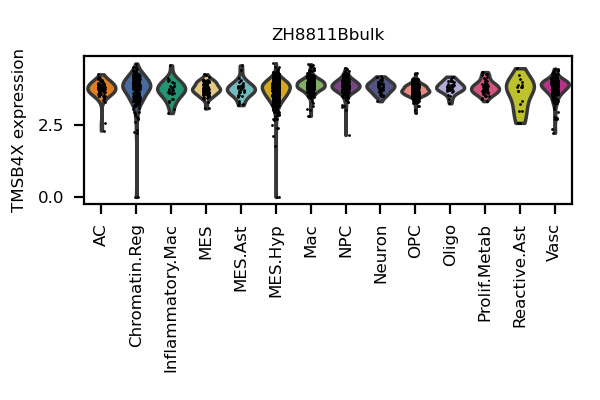 ZH8811Bbulk
TMSB4X expression
2.5
0.0
AC
Chromatin.Reg
Inflammatory.Mac
MES
MES.Ast
MES.Hyp
Mac
NPC
Neuron
OPC
Oligo
Prolif.Metab
Reactive.Ast
Vasc